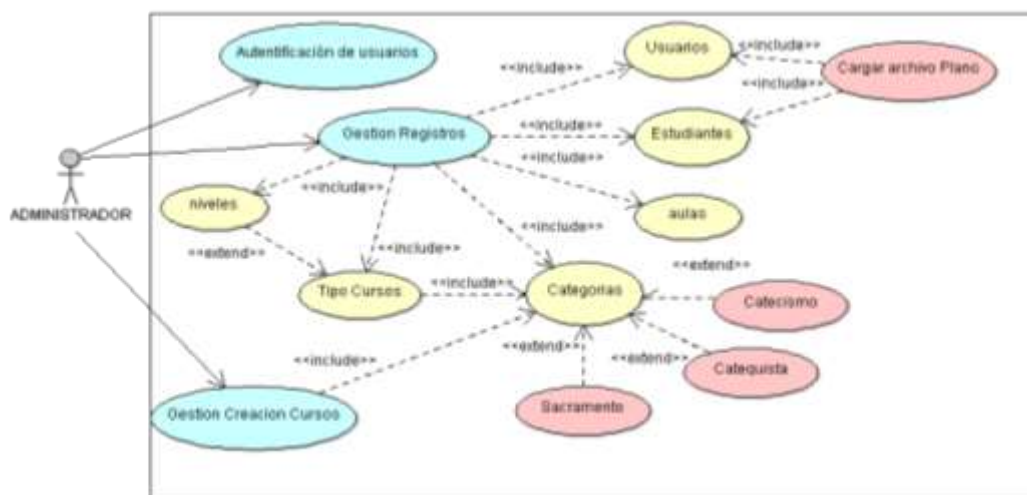 Autentificación de usuarios
Usuarios
<<include>>
Cargar archivo Plano
<<include>>
<<include>>
Gestion Registros
<<include>>
Estudiantes
<<include>>
ADMINISTRADOR
niveles
<<include>>
aulas
<<include>>
<<extend>>
<<include>>
<<extend>>
Tipo Cursos
<<include>>
Categorias
Catecismo
<<include>>
<<extend>>
<<extend>>
Catequista
Gestion Creacion Cursos
Sacramento